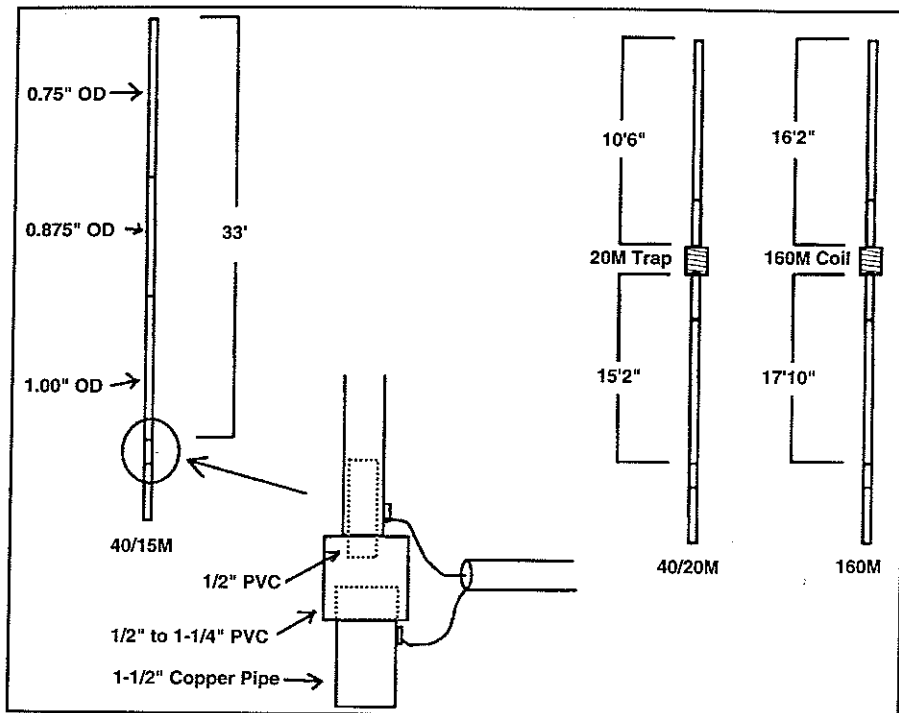 0.75" OD
0.875" OD
33'
1.00" OD
40/15M
1/2" PVC
1/2" to 1-1/4" PVC
1-1/2" Copper Pipe
10'6"
20M Trap
15'2"
40/20M
16'2"
160M Coil
17'10"
160M